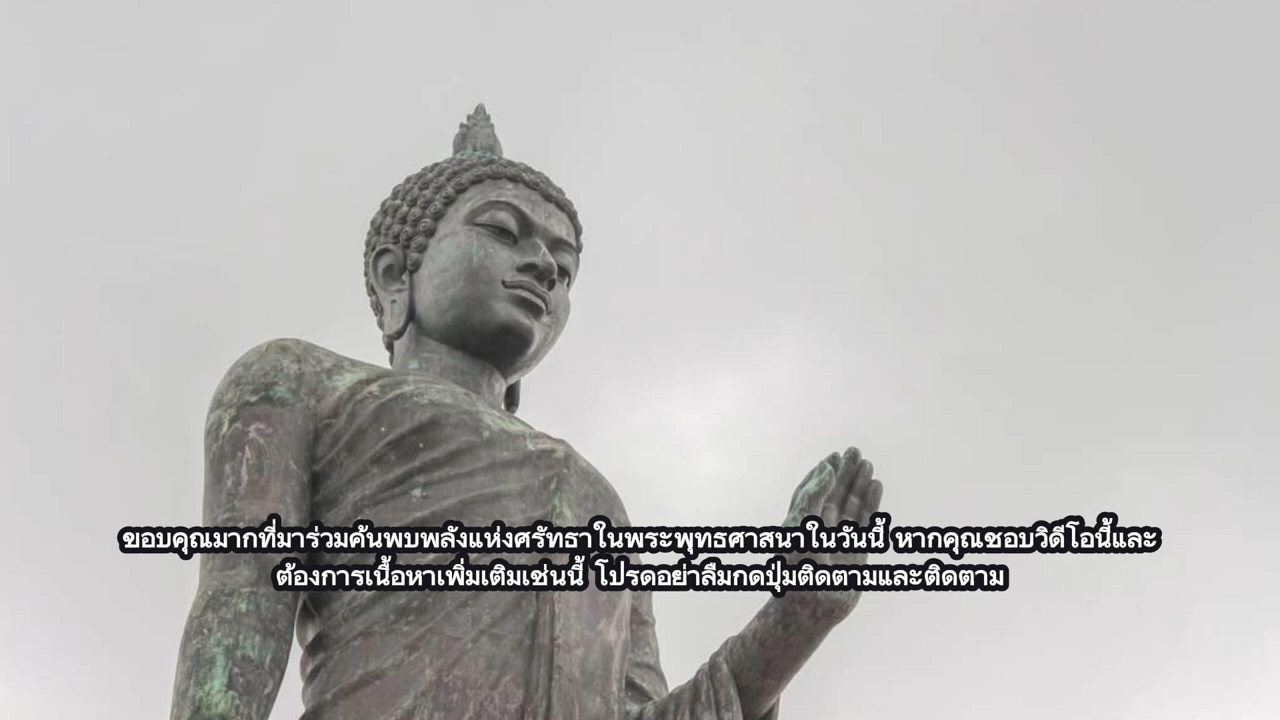 ขอบคุณมากที่มาร่วมค้นพบพลังแห่งศรัทธาในพระพุทธศาสนาในวันนี้ หากคุณชอบวิดีโอนี้และ
ต้องการเนื้อหาเพิ่มเติมเช่นนี้ โปรดอย่าลืมกดปุ่มติดตามและติดตาม